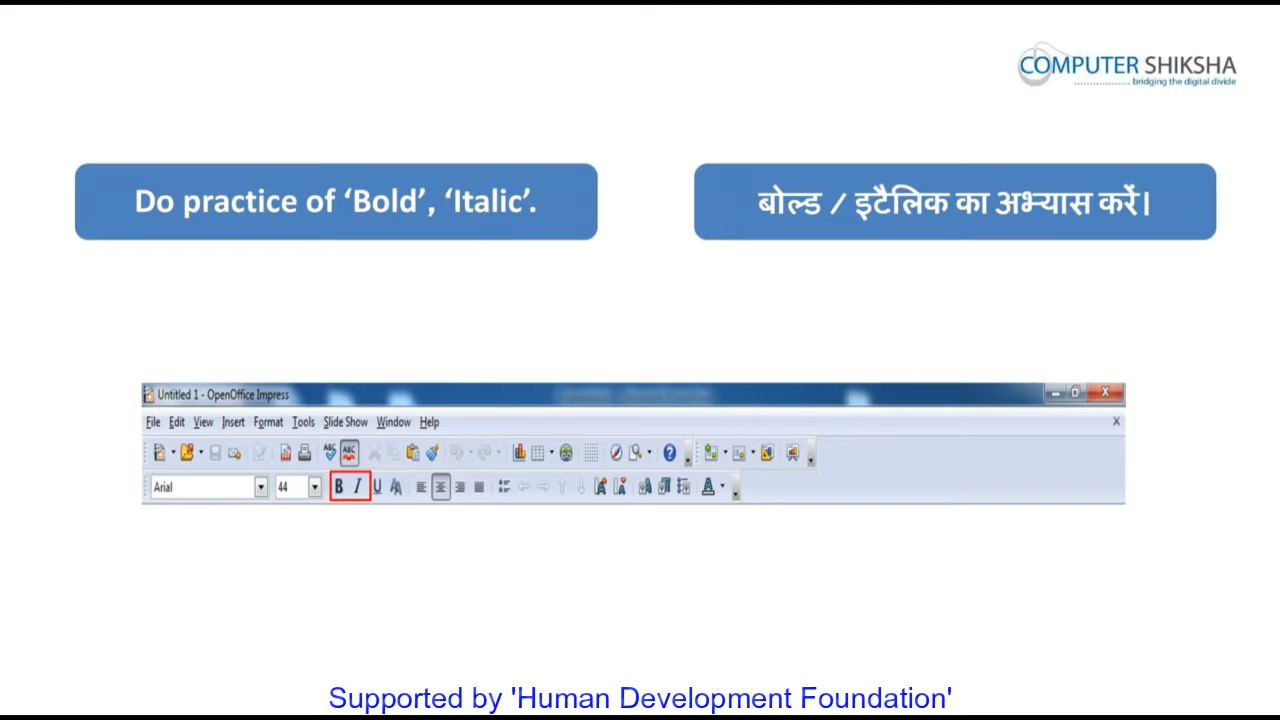 COMPUTER SHIKSHA
bridging the digital divide
Do practice of ‘Bold’, ‘Italic’.
बोल्ड / इटैलिक का अभ्यास करें।
Untitled 1 - OpenOffice Impress
File Edit View Insert Format Tools Slide Show Window Help
Arial 44 B I U
Supported by 'Human Development Foundation'